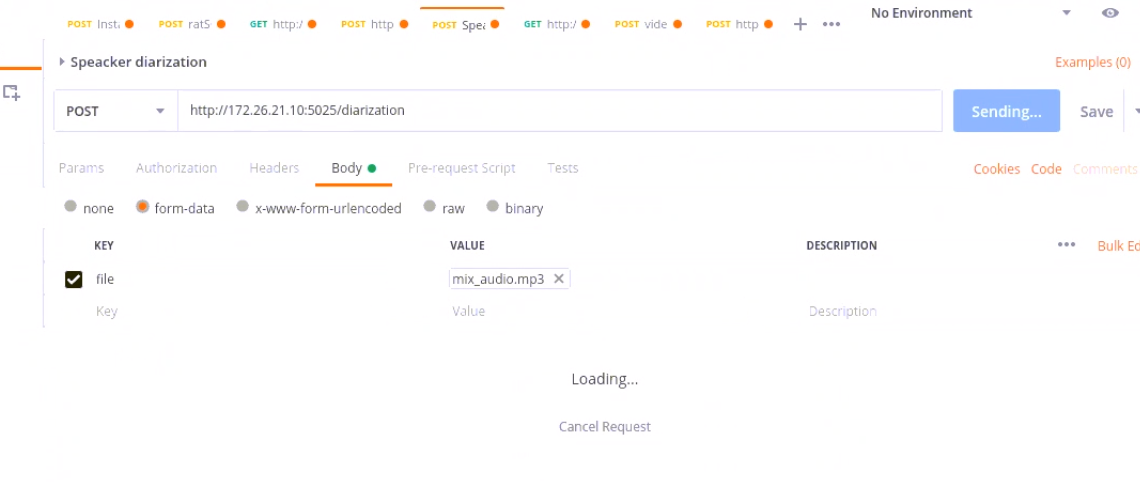 No Environment
POST Insta GET http:/ POST http POST Spea GET http:/ POST vide POST http
Speacker diarization Examples (0)
POST http://172.26.21.10:5025/diarization Sending... Save
Params Authorization Headers Body Pre-request Script Tests Cookies Code Comments
none form-data x-www-form-urlencoded raw binary
KEY VALUE DESCRIPTION Bulk Ed
file mix_audio.mp3
Key Value Description
Loading...
Cancel Request